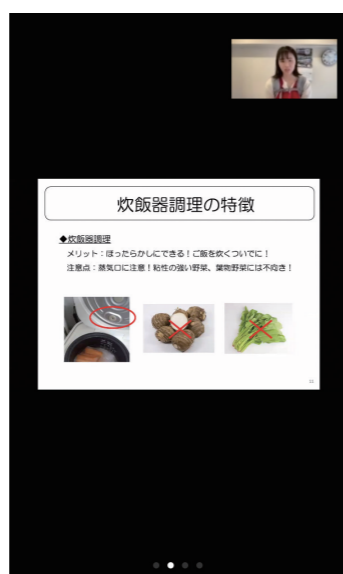 炊飯器調理の特徴
◆炊飯器調理
メリット：ほったらかしにできる！ご飯を炊くついでに！
注意点：蒸気口に注意！粘性の強い野菜、葉物野菜には不向き！